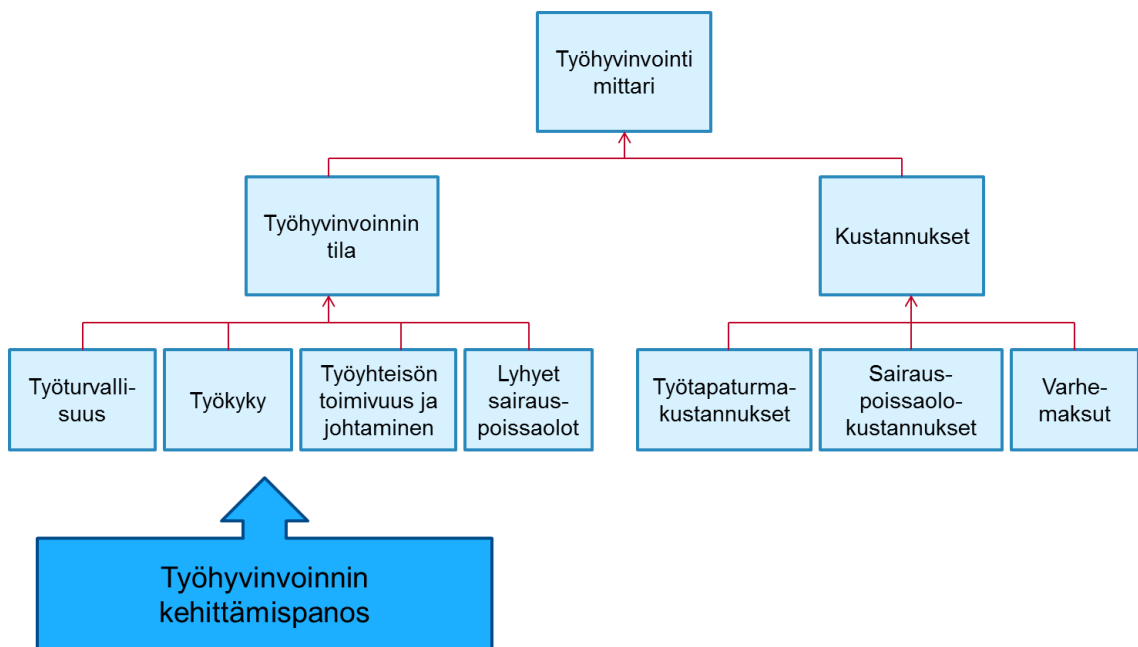 Työhyvinvointi
mittari
Työhyvinvoinnin
tila
Kustannukset
Työturvalli-
suus
Työkyky
Työyhteisön
toimivuus ja
johtaminen
Lyhyet
sairaus-
poissaolot
Työtapaturma-
kustannukset
Sairaus-
poissaolo-
kustannukset
Varhe-
maksut
Työhyvinvoinnin
kehittämispanos